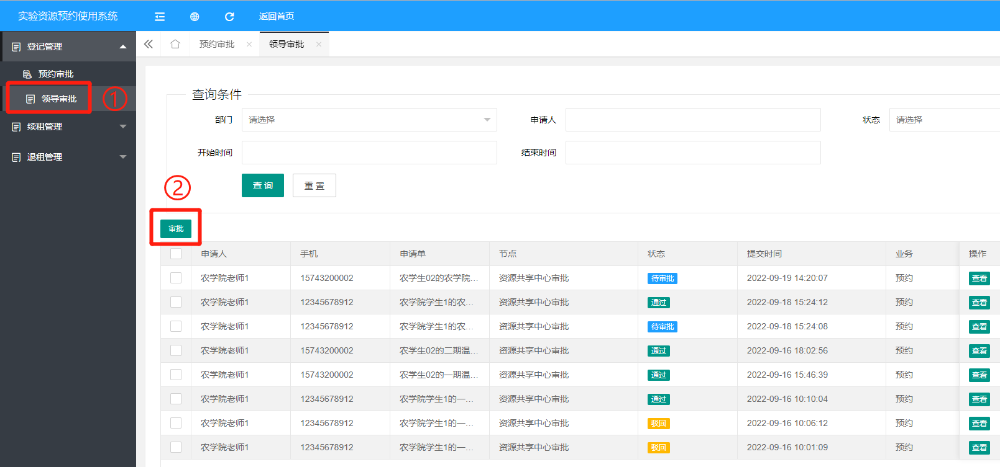 实验资源预约使用系统 返回首页
登记管理
预约审批
领导审批 ①
续租管理
退租管理
预约审批 × 领导审批 ×
查询条件
部门 请选择 申请人 状态 请选择
开始时间 结束时间
查询 重置
②
审批
申请人 手机 申请单 节点 状态 提交时间 业务 操作
农学院老师1 15743200002 农学生02的农学院... 资源共享中心审批 待审批 2022-09-19 14:20:07 预约 查看
农学院老师1 12345678912 农学院学生1的农... 资源共享中心审批 通过 2022-09-18 15:24:12 预约 查看
农学院老师1 12345678912 农学院学生1的农... 资源共享中心审批 待审批 2022-09-18 15:24:08 预约 查看
农学院老师1 15743200002 农学生02的二期温... 资源共享中心审批 通过 2022-09-16 18:02:56 预约 查看
农学院老师1 15743200002 农学生02的一期温... 资源共享中心审批 通过 2022-09-16 15:46:39 预约 查看
农学院老师1 12345678912 农学院学生1的一... 资源共享中心审批 通过 2022-09-16 10:10:04 预约 查看
农学院老师1 12345678912 农学院学生1的一... 资源共享中心审批 驳回 2022-09-16 10:06:12 预约 查看
农学院老师1 12345678912 农学院学生1的一... 资源共享中心审批 驳回 2022-09-16 10:01:09 预约 查看